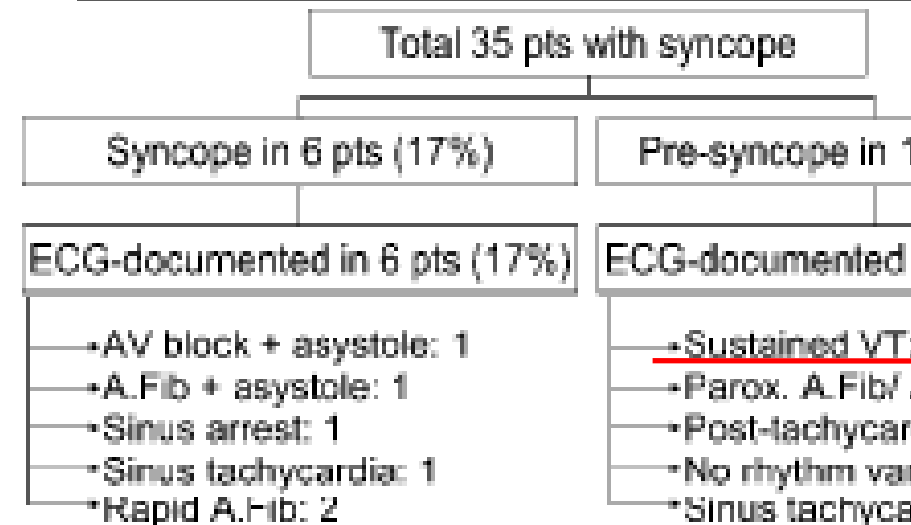 Total 35 pts with syncope
Syncope in 6 pts (17%)
Pre-syncope in 1
ECG-documented in 6 pts (17%)
ECG-documented
•AV block + asystole: 1
•A.Fib + asystole: 1
•Sinus arrest: 1
•Sinus tachycardia: 1
•Rapid A.Fib: 2
•Sustained VT
•Parox. A.Fib/
•Post-tachycar
•No rhythm var
•Sinus tachyca